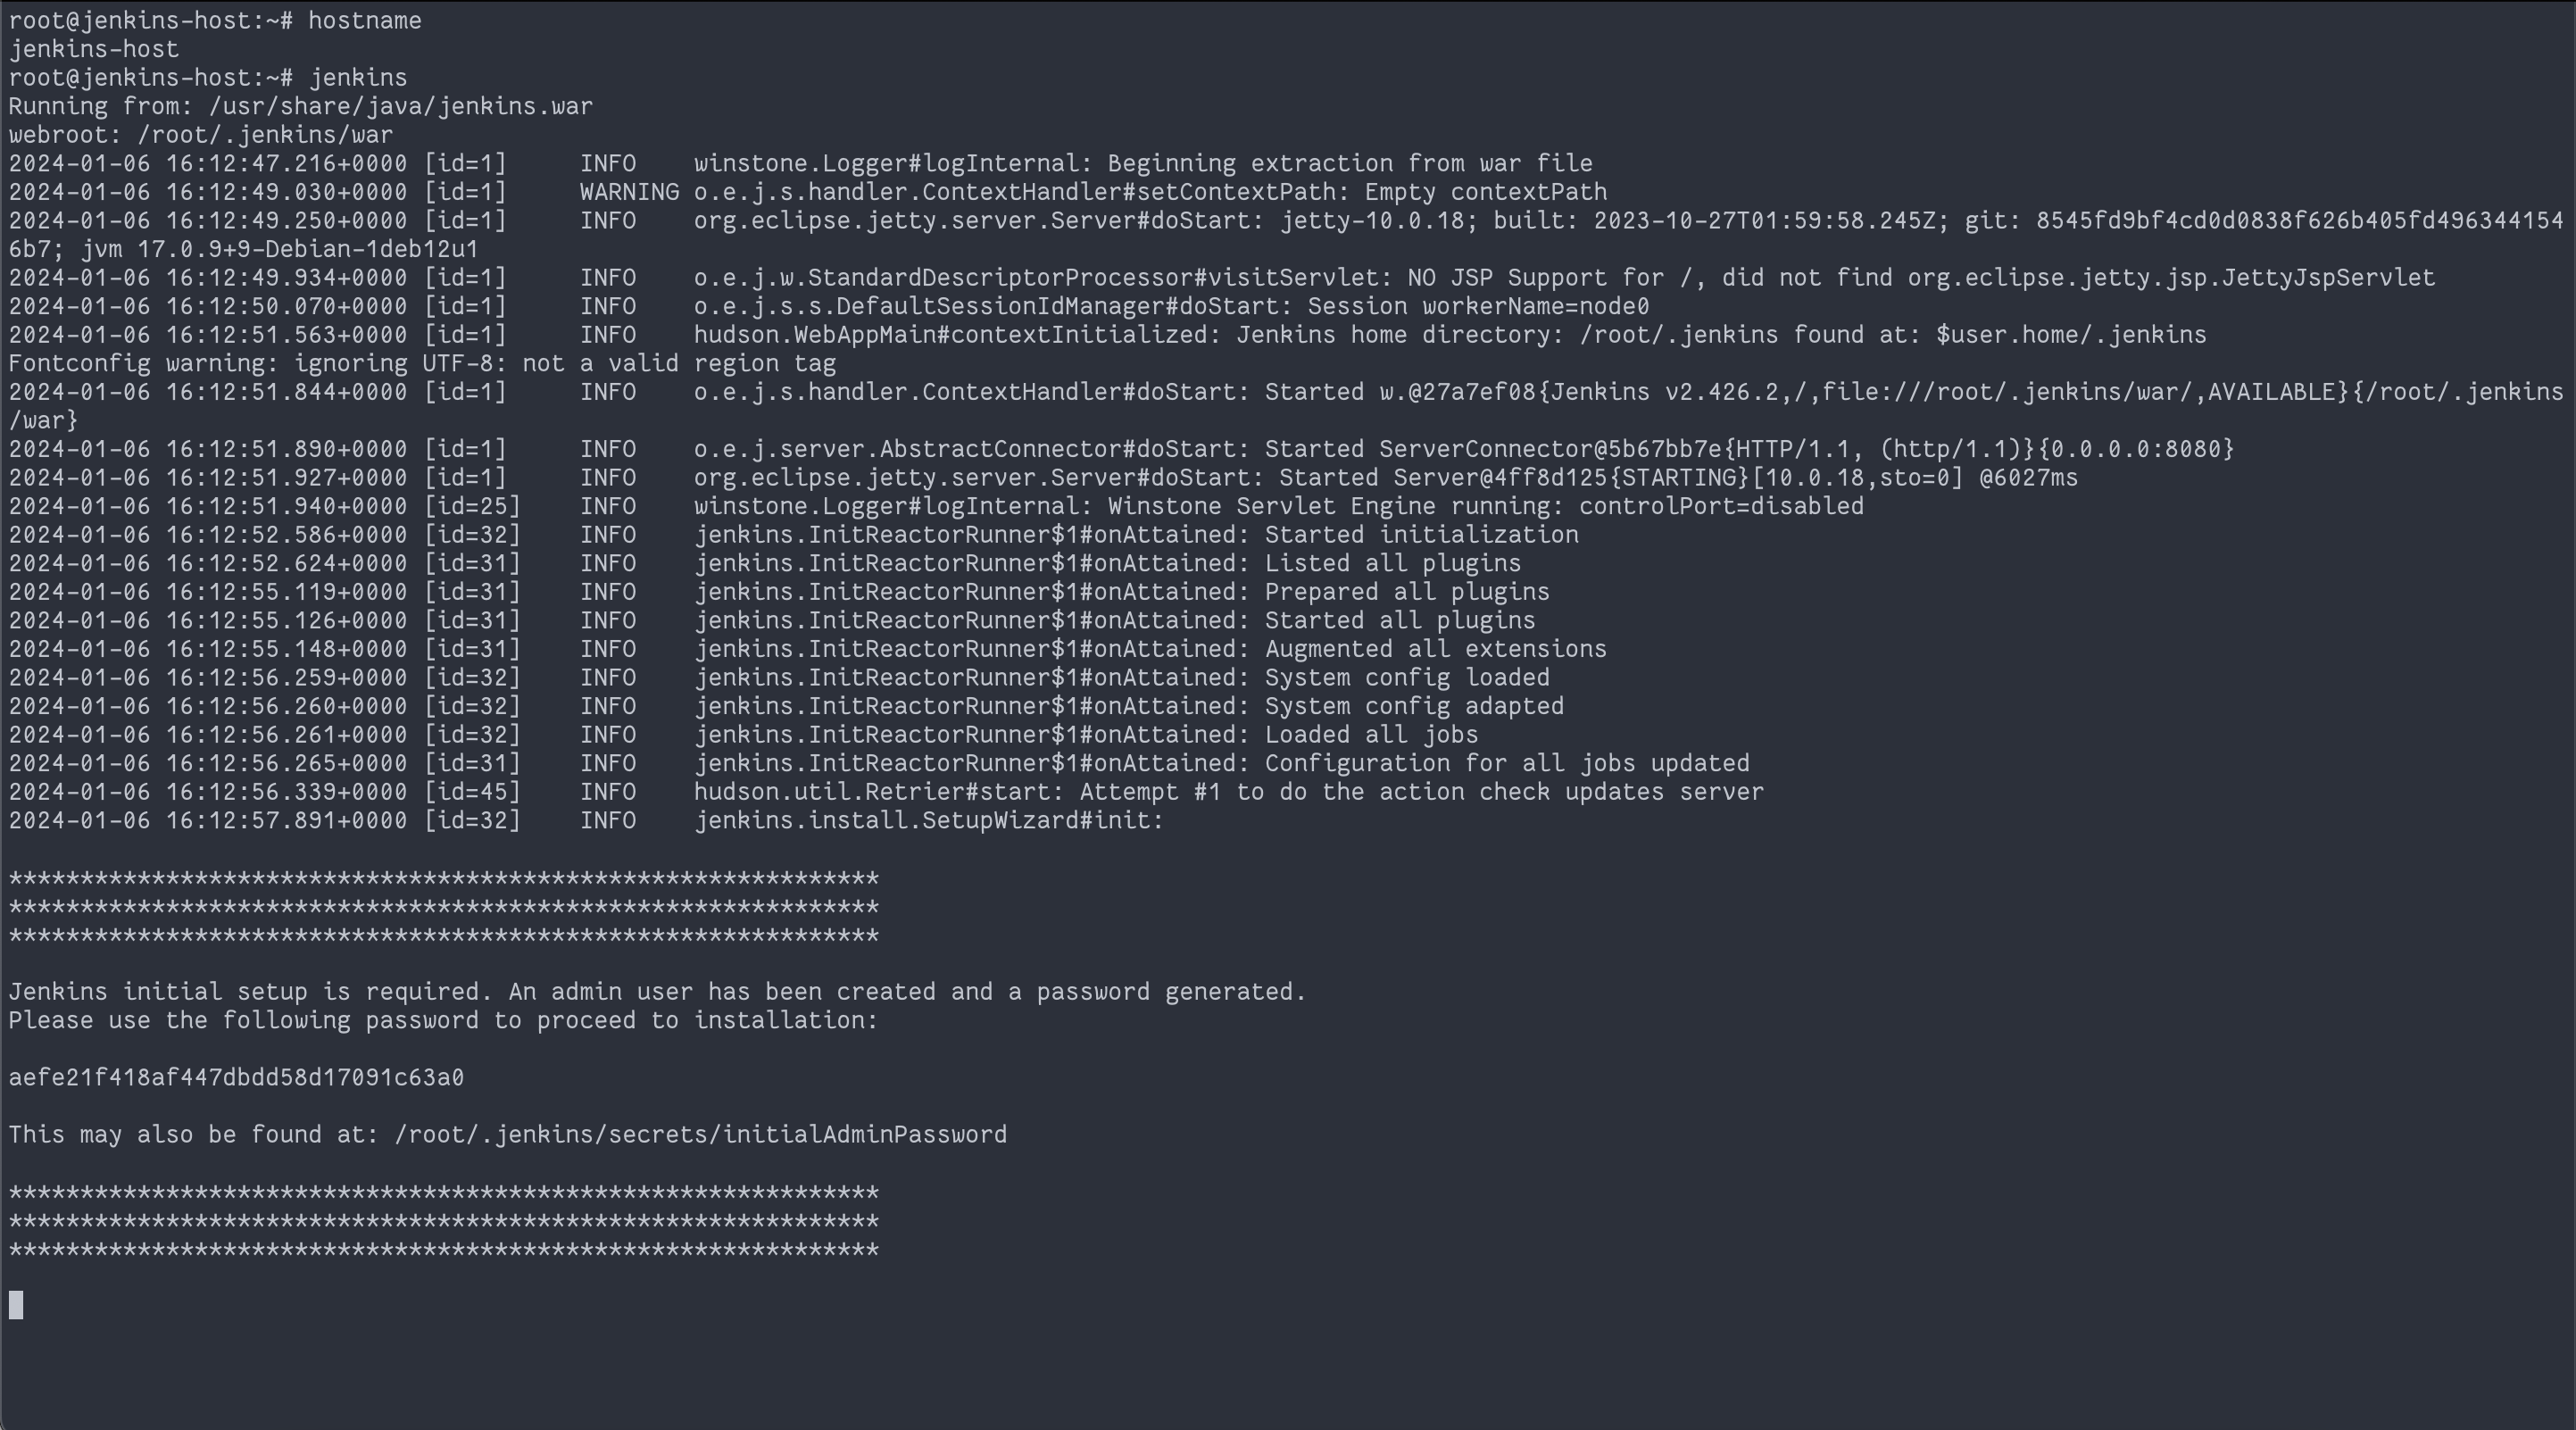 root@jenkins-host:~# hostname
jenkins-host
root@jenkins-host:~# jenkins
Running from: /usr/share/java/jenkins.war
webroot: /root/.jenkins/war
2024-01-06 16:12:47.216+0000 [id=1]     INFO    winstone.Logger#logInternal: Beginning extraction from war file
2024-01-06 16:12:49.030+0000 [id=1]     WARNING o.e.j.s.handler.ContextHandler#setContextPath: Empty contextPath
2024-01-06 16:12:49.250+0000 [id=1]     INFO    org.eclipse.jetty.server.Server#doStart: jetty-10.0.18; built: 2023-10-27T01:59:58.245Z; git: 8545fd9bf4cd0d0838f626b405fd496344154
6b7; jvm 17.0.9+9-Debian-1deb12u1
2024-01-06 16:12:49.934+0000 [id=1]     INFO    o.e.j.w.StandardDescriptorProcessor#visitServlet: NO JSP Support for /, did not find org.eclipse.jetty.jsp.JettyJspServlet
2024-01-06 16:12:50.070+0000 [id=1]     INFO    o.e.j.s.s.DefaultSessionIdManager#doStart: Session workerName=node0
2024-01-06 16:12:51.563+0000 [id=1]     INFO    hudson.WebAppMain#contextInitialized: Jenkins home directory: /root/.jenkins found at: $user.home/.jenkins
Fontconfig warning: ignoring UTF-8: not a valid region tag
2024-01-06 16:12:51.844+0000 [id=1]     INFO    o.e.j.s.handler.ContextHandler#doStart: Started w.@27a7ef08{Jenkins v2.426.2,/,file:///root/.jenkins/war/,AVAILABLE}{/root/.jenkins
/war}
2024-01-06 16:12:51.890+0000 [id=1]     INFO    o.e.j.server.AbstractConnector#doStart: Started ServerConnector@5b67bb7e{HTTP/1.1, (http/1.1)}{0.0.0.0:8080}
2024-01-06 16:12:51.927+0000 [id=1]     INFO    org.eclipse.jetty.server.Server#doStart: Started Server@4ff8d125{STARTING}[10.0.18,sto=0] @6027ms
2024-01-06 16:12:51.940+0000 [id=25]    INFO    winstone.Logger#logInternal: Winstone Servlet Engine running: controlPort=disabled
2024-01-06 16:12:52.586+0000 [id=32]    INFO    jenkins.InitReactorRunner$1#onAttained: Started initialization
2024-01-06 16:12:52.624+0000 [id=31]    INFO    jenkins.InitReactorRunner$1#onAttained: Listed all plugins
2024-01-06 16:12:55.119+0000 [id=31]    INFO    jenkins.InitReactorRunner$1#onAttained: Prepared all plugins
2024-01-06 16:12:55.126+0000 [id=31]    INFO    jenkins.InitReactorRunner$1#onAttained: Started all plugins
2024-01-06 16:12:55.148+0000 [id=31]    INFO    jenkins.InitReactorRunner$1#onAttained: Augmented all extensions
2024-01-06 16:12:56.259+0000 [id=32]    INFO    jenkins.InitReactorRunner$1#onAttained: System config loaded
2024-01-06 16:12:56.260+0000 [id=32]    INFO    jenkins.InitReactorRunner$1#onAttained: System config adapted
2024-01-06 16:12:56.261+0000 [id=32]    INFO    jenkins.InitReactorRunner$1#onAttained: Loaded all jobs
2024-01-06 16:12:56.265+0000 [id=31]    INFO    jenkins.InitReactorRunner$1#onAttained: Configuration for all jobs updated
2024-01-06 16:12:56.339+0000 [id=45]    INFO    hudson.util.Retrier#start: Attempt #1 to do the action check updates server
2024-01-06 16:12:57.891+0000 [id=32]    INFO    jenkins.install.SetupWizard#init:

*************************************************************
*************************************************************
*************************************************************

Jenkins initial setup is required. An admin user has been created and a password generated.
Please use the following password to proceed to installation:

aefe21f418af447dbdd58d17091c63a0

This may also be found at: /root/.jenkins/secrets/initialAdminPassword

*************************************************************
*************************************************************
*************************************************************